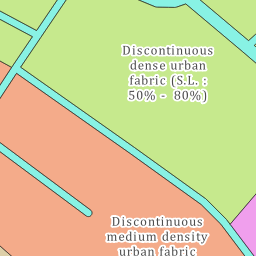 Discontinuous
dense urban
fabric (S.L. :
50% - 80%)
Discontinuous
medium density
urban fabric